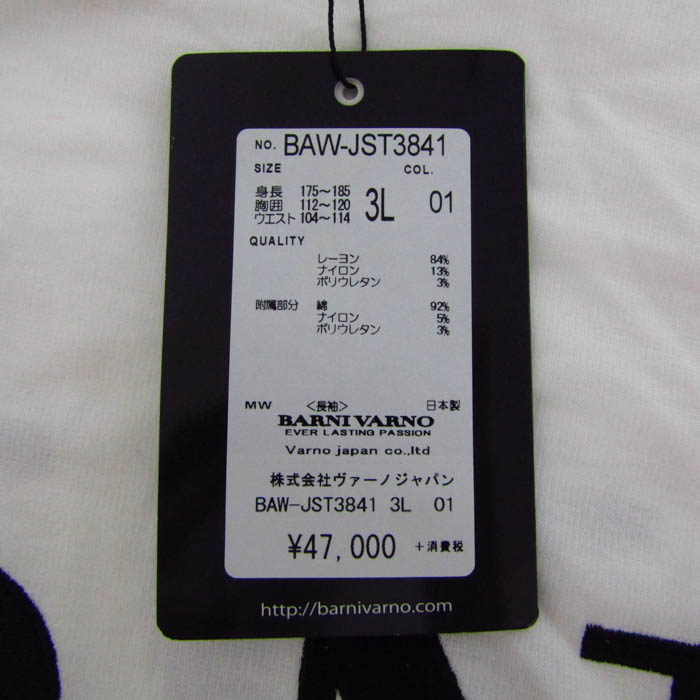 NO. BAW-JST3841
SIZE COL.
身長 175〜185
胸囲 112〜120 3L 01
ウエスト 104〜114
QUALITY
レーヨン 84%
ナイロン 13%
ポリウレタン 3%
附属部分 綿 92%
ナイロン 5%
ポリウレタン 3%
MW 〈長袖〉 日本製
BARNI VARNO
EVER LASTING PASSION
Varno japan co.,ltd
株式会社ヴァーノジャパン
BAW-JST3841 3L 01
¥47,000 +消費税
http://barnivarno.com